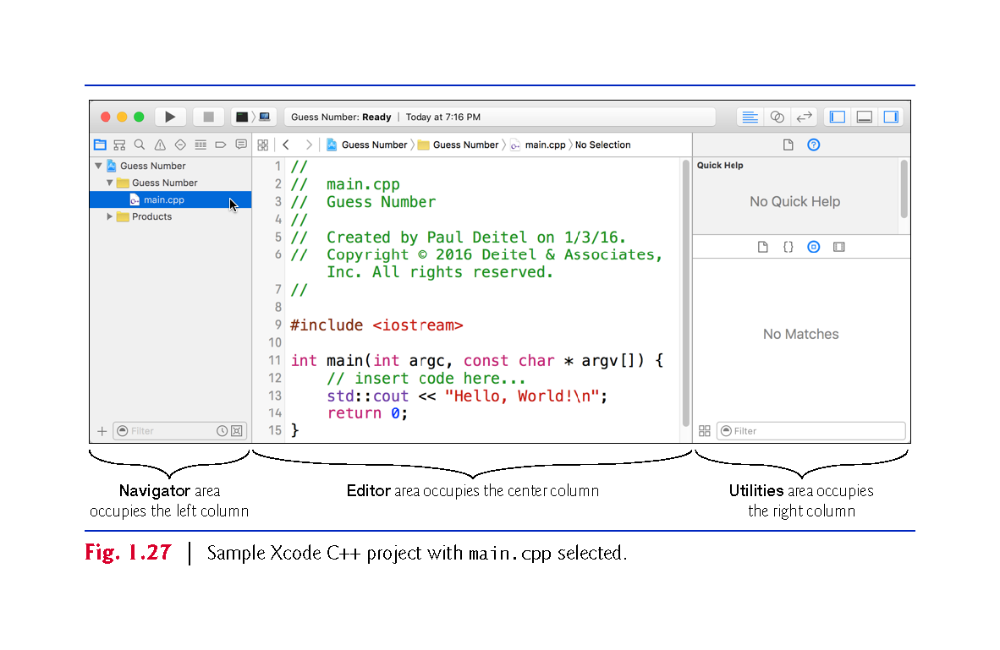 Guess Number: Ready | Today at 7:16 PM
Guess Number 〉 Guess Number 〉 main.cpp 〉 No Selection
Guess Number
Guess Number
main.cpp
Products
Filter
1 //
2 //  main.cpp
3 //  Guess Number
4 //
5 //  Created by Paul Deitel on 1/3/16.
6 //  Copyright © 2016 Deitel & Associates,
Inc. All rights reserved.
7 //
8
9 #include <iostream>
10
11 int main(int argc, const char * argv[]) {
12     // insert code here...
13     std::cout << "Hello, World!\n";
14     return 0;
15 }
Quick Help
No Quick Help
{}
No Matches
Filter
Navigator area
occupies the left column
Editor area occupies the center column
Utilities area occupies
the right column
Fig. 1.27 | Sample Xcode C++ project with main.cpp selected.